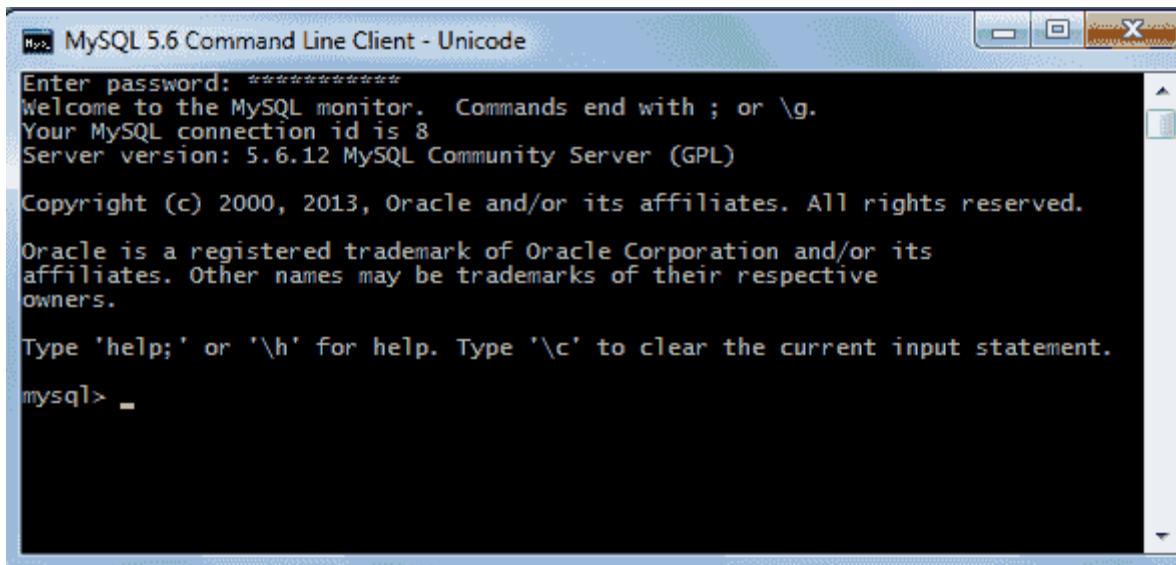 MySQL 5.6 Command Line Client - Unicode
Enter password: ***********
Welcome to the MySQL monitor.  Commands end with ; or \g.
Your MySQL connection id is 8
Server version: 5.6.12 MySQL Community Server (GPL)
Copyright (c) 2000, 2013, Oracle and/or its affiliates. All rights reserved.
Oracle is a registered trademark of Oracle Corporation and/or its
affiliates. Other names may be trademarks of their respective
owners.
Type 'help;' or '\h' for help. Type '\c' to clear the current input statement.
mysql> _